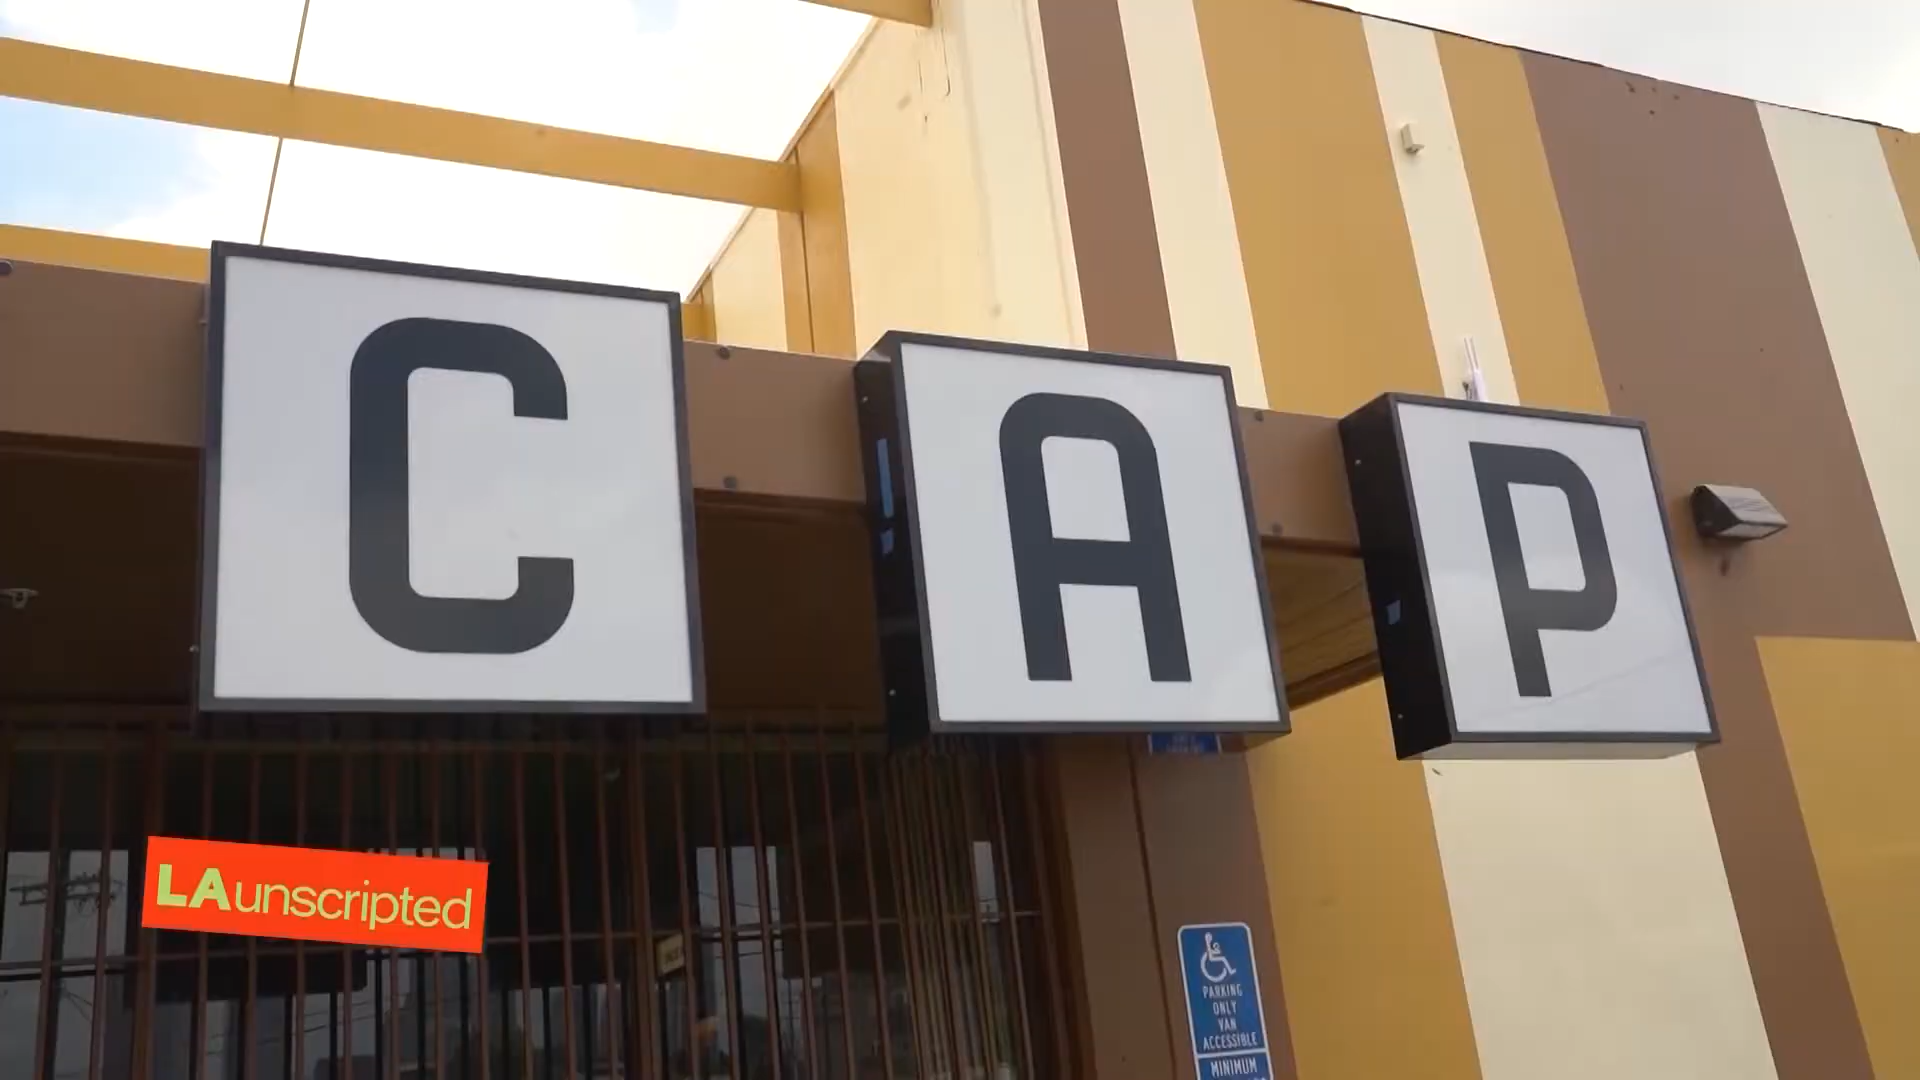 C A P
LAunscripted
PARKING
ONLY
VAN
ACCESSIBLE
MINIMUM